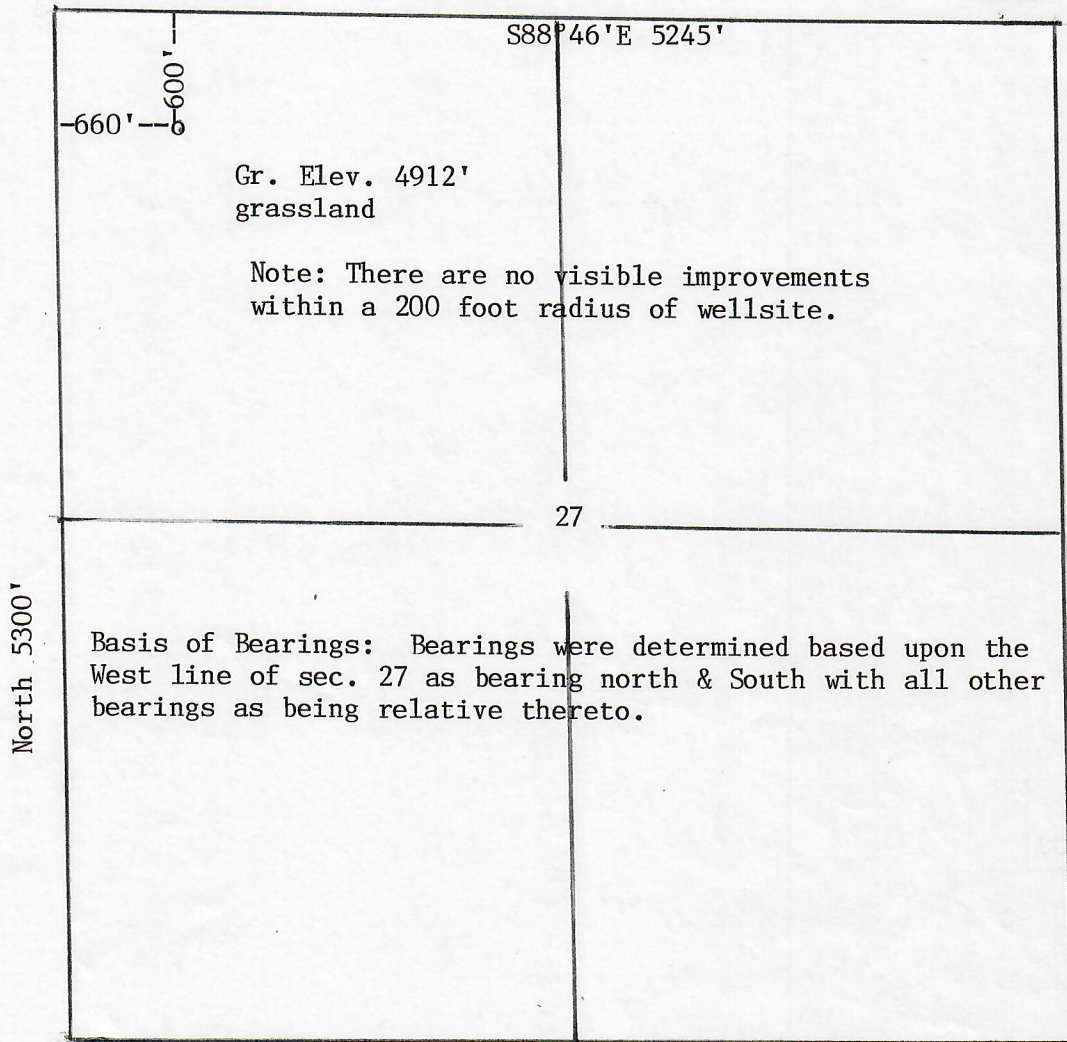 S88°46'E 5245'
600'
660'
Gr. Elev. 4912'
grassland
Note: There are no visible improvements
within a 200 foot radius of wellsite.
27
North 5300'
Basis of Bearings: Bearings were determined based upon the
West line of sec. 27 as bearing north & South with all other
bearings as being relative thereto.